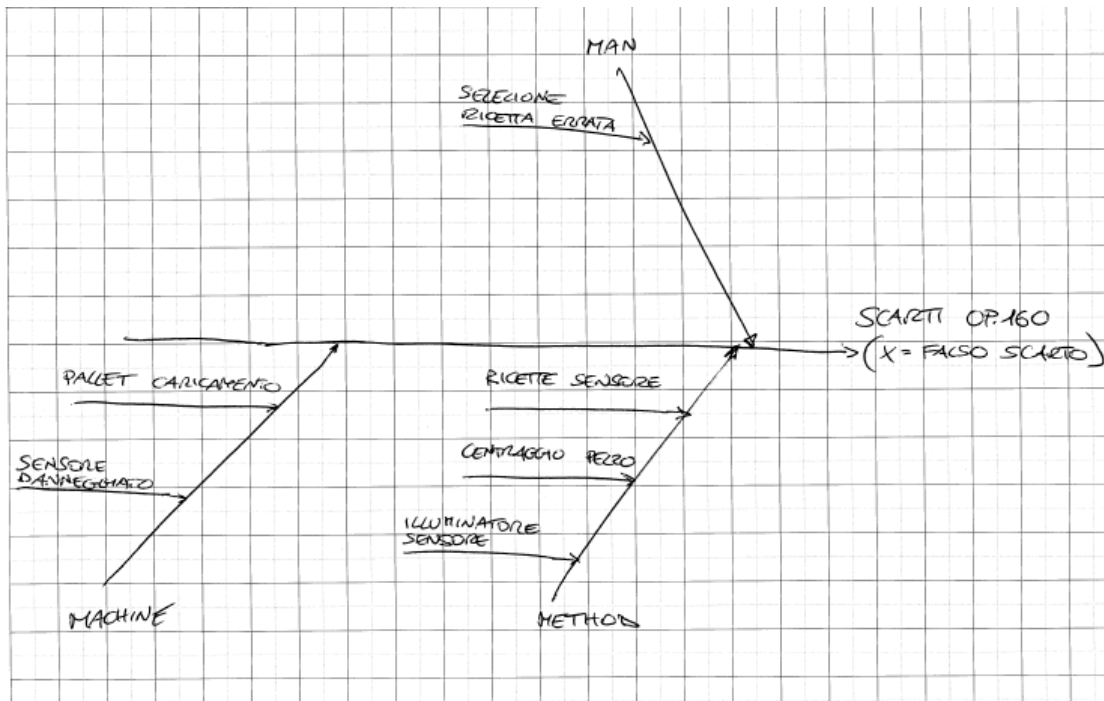 MAN
SELECIONE
RICETTA ERRATA
SCARTI OP.160
(X = FALSO SCARTO)
PALLET CARICAMENTO
RICETTE SENSORE
SENSORE
DANNEGGIATO
CENTRAGGIO PEZZO
ILLUMINATORE
SENSORE
MACHINE
METHOD